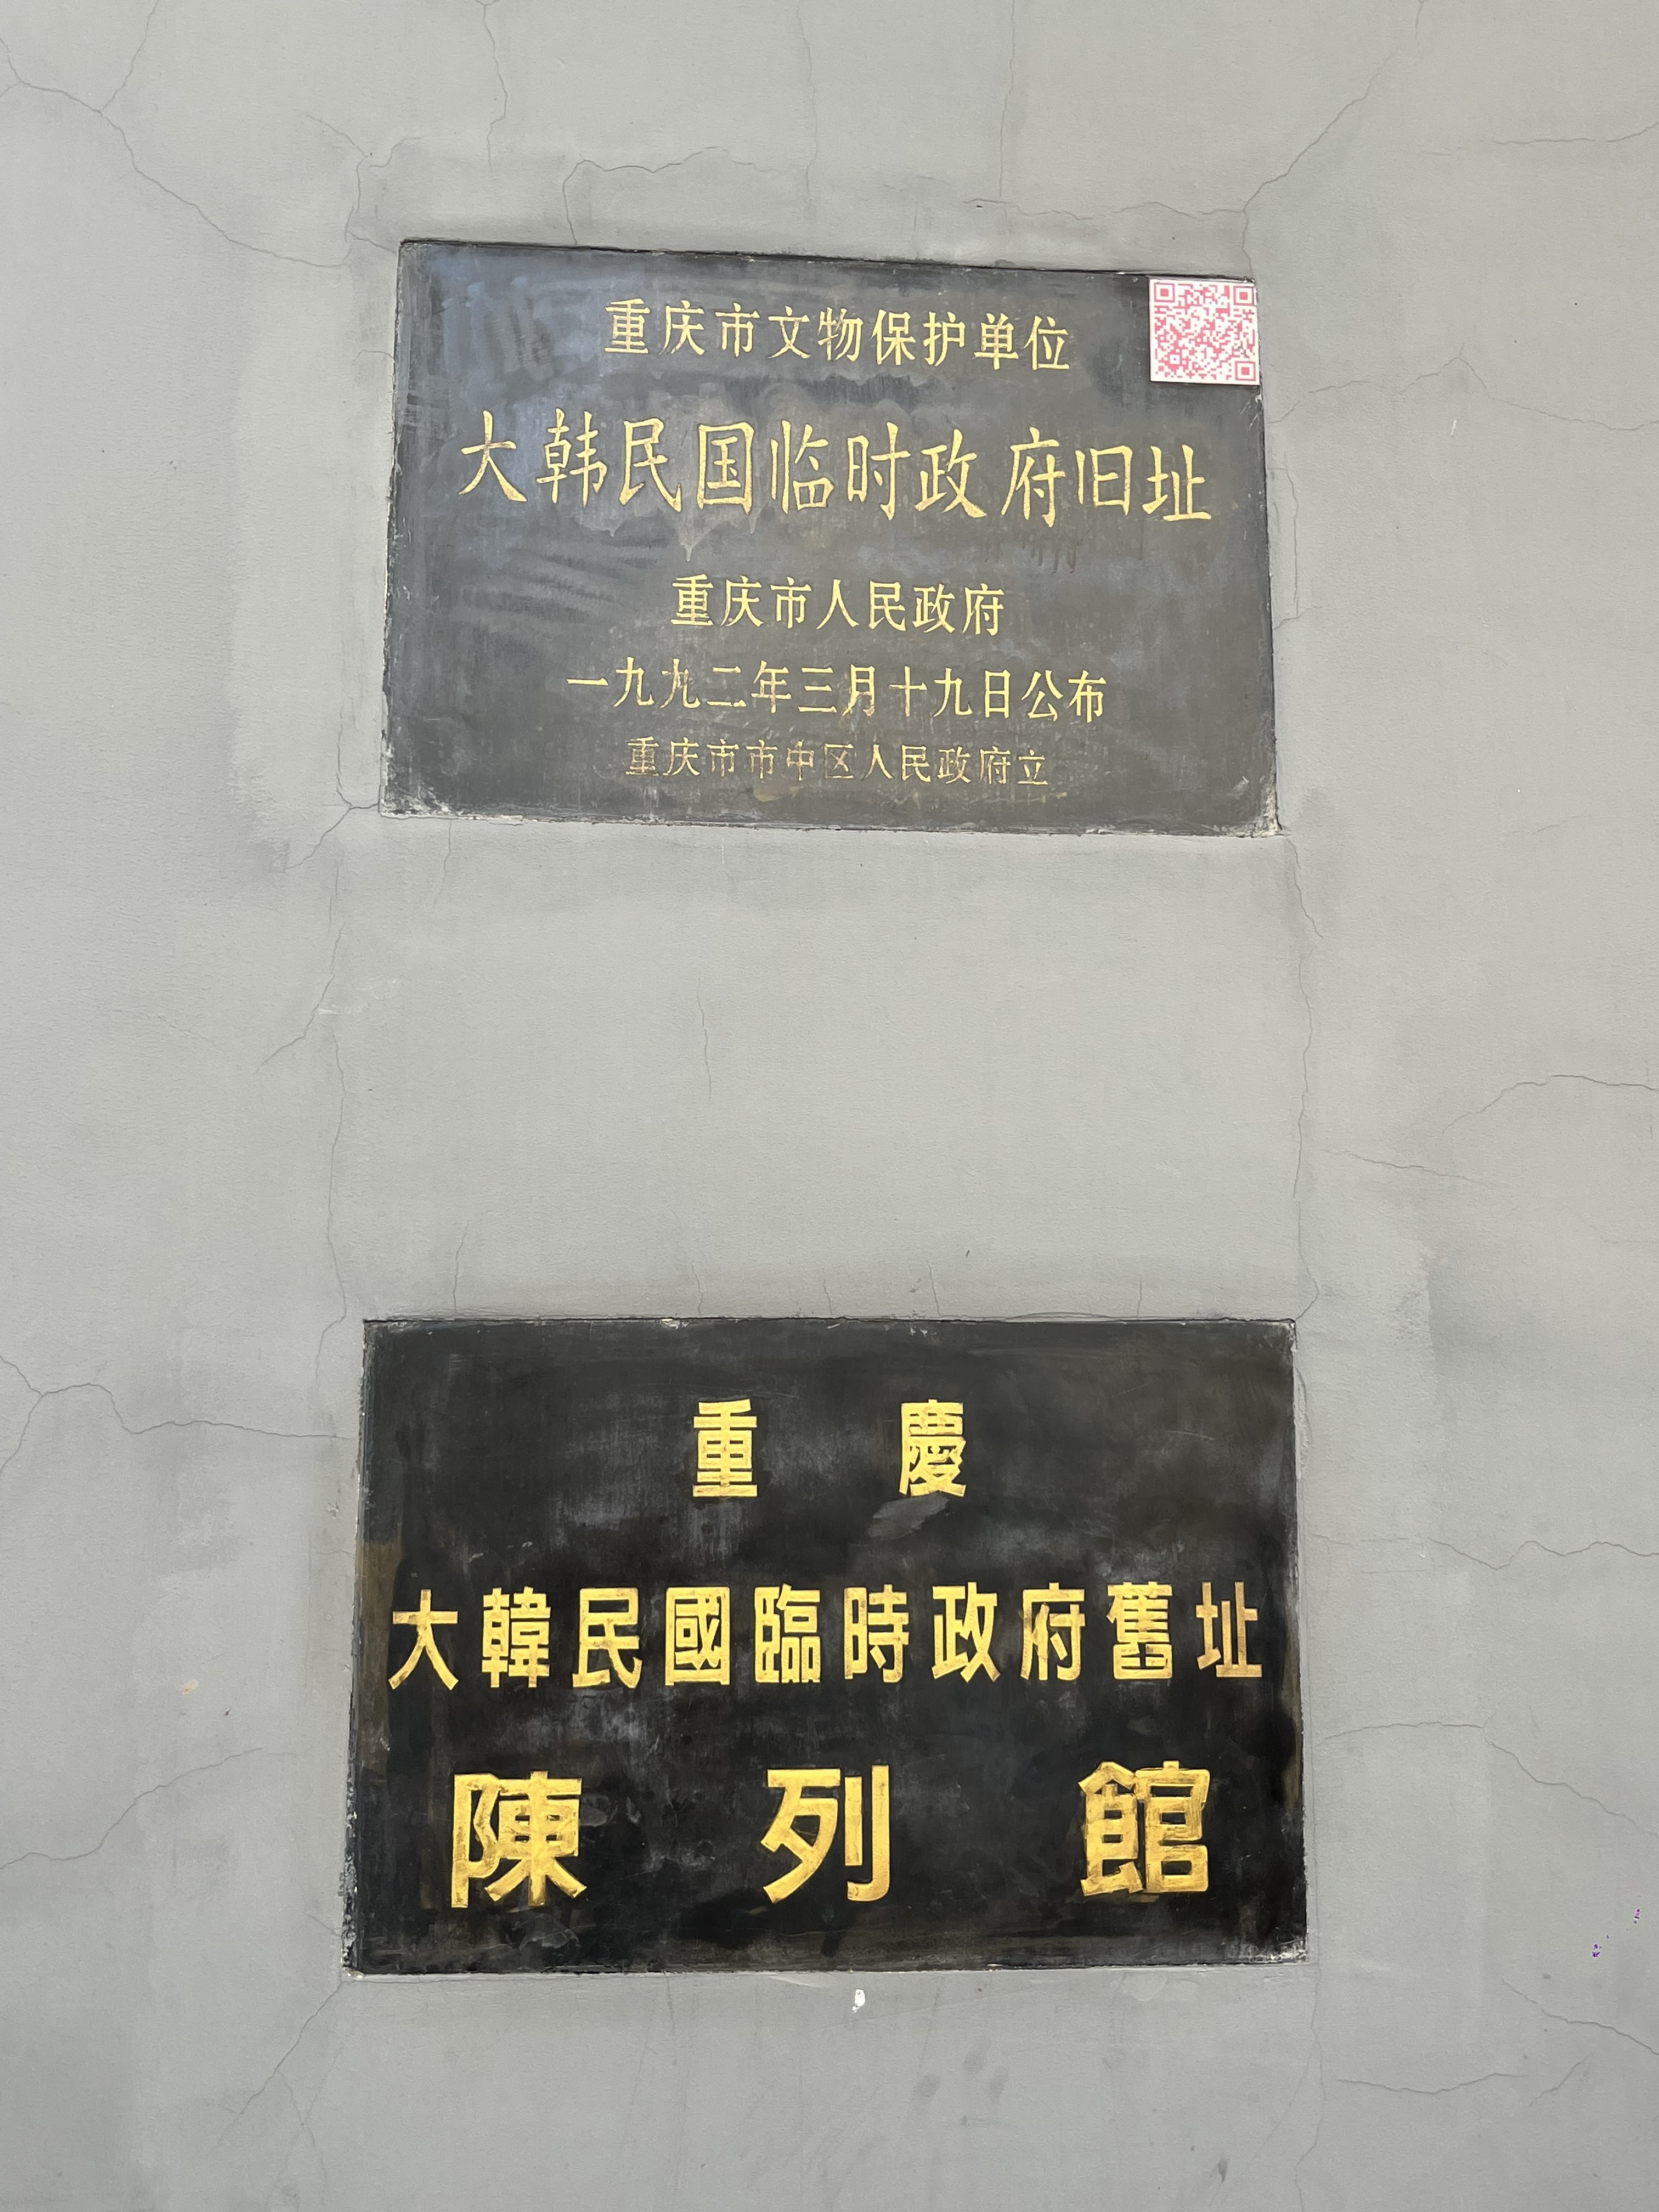 重庆市文物保护单位
大韩民国临时政府旧址
重庆市人民政府
一九九二年三月十九日公布
重庆市市中区人民政府立
重慶
大韓民國臨時政府舊址
陳列館